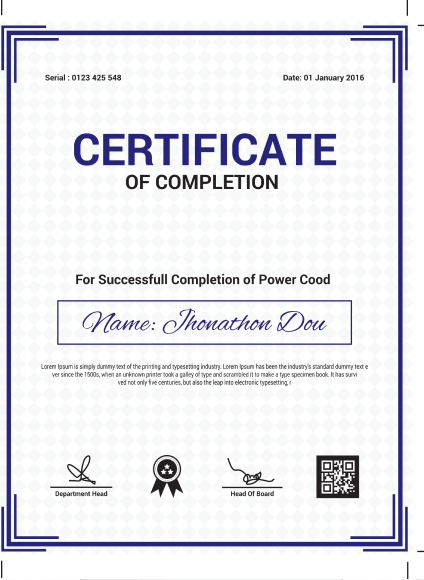 Serial : 0123 425 548
Date: 01 January 2016
CERTIFICATE
OF COMPLETION
For Successfull Completion of Power Cood
Name: Jhonathon Dou
Lorem Ipsum is simply dummy text of the printing and typesetting industry. Lorem Ipsum has been the industry's standard dummy text e
ver since the 1500s, when an unknown printer took a galley of type and scrambled it to make a type specimen book. It has survi
ved not only five centuries, but also the leap into electronic typesetting, r
Department Head
Head Of Board